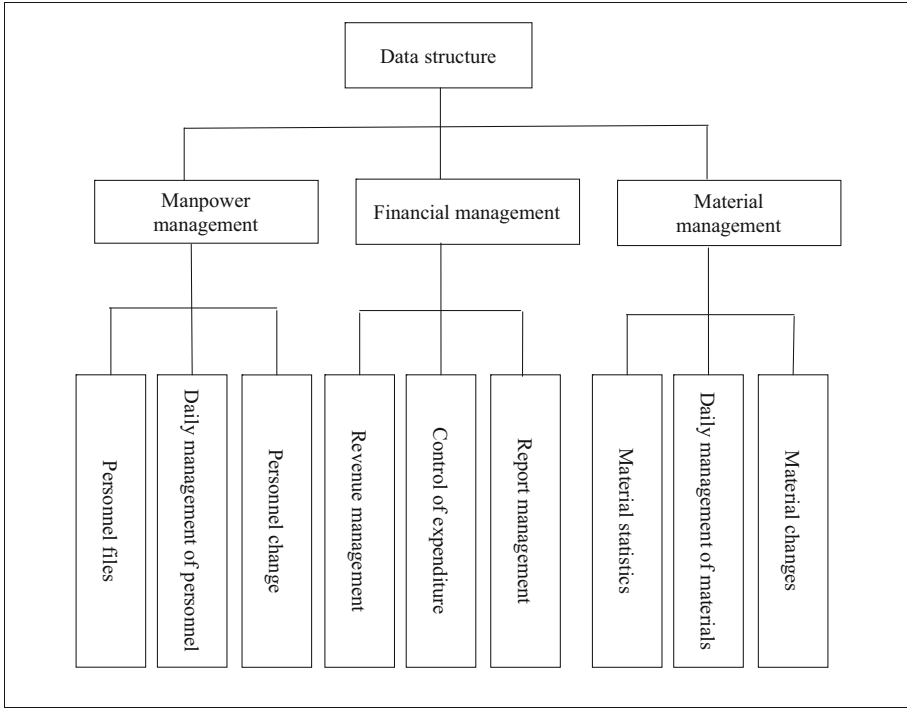 Data structure
Manpower
management
Financial management
Material
management
Personnel files
Daily management of personnel
Personnel change
Revenue management
Control of expenditure
Report management
Material statistics
Daily management of materials
Material changes